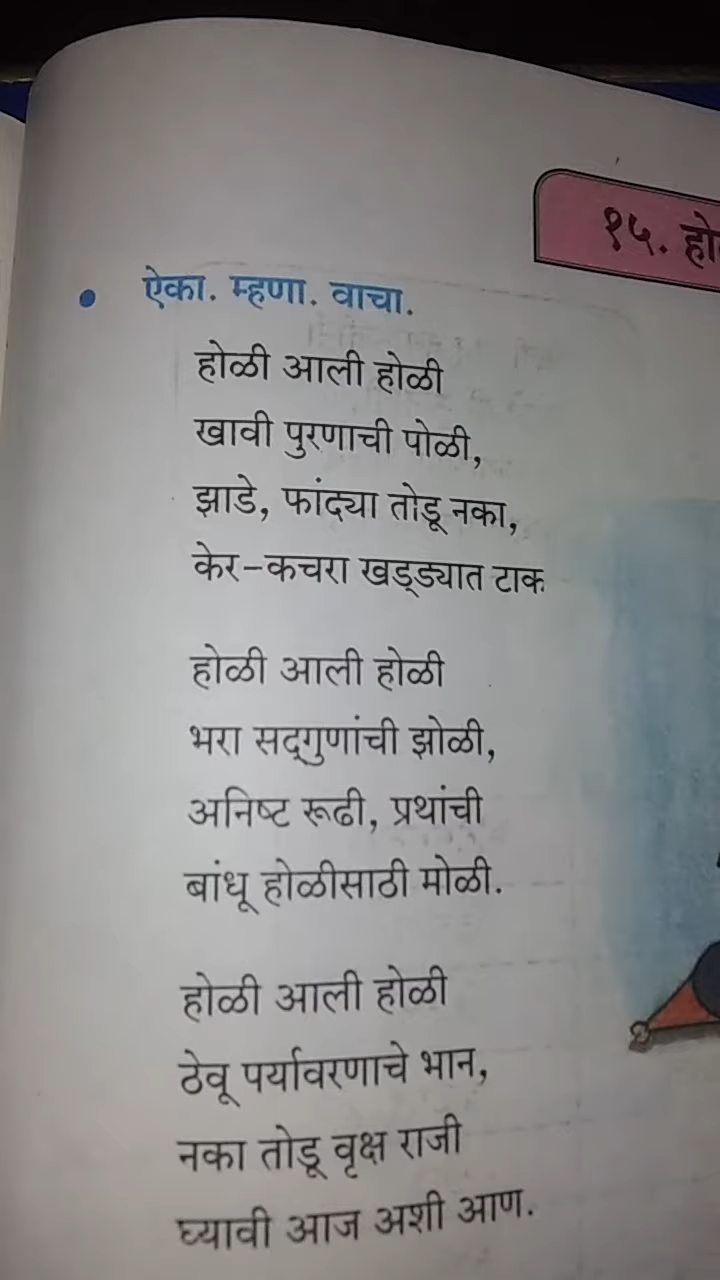 १५. हो
• ऐका. म्हणा. वाचा.
होळी आली होळी
खावी पुरणाची पोळी,
झाडे, फांद्या तोडू नका,
केर-कचरा खड्ड्यात टाक
होळी आली होळी
भरा सद्‌गुणांची झोळी,
अनिष्ट रूढी, प्रथांची
बांधू होळीसाठी मोळी.
होळी आली होळी
ठेवू पर्यावरणाचे भान,
नका तोडू वृक्ष राजी
घ्यावी आज अशी आण.